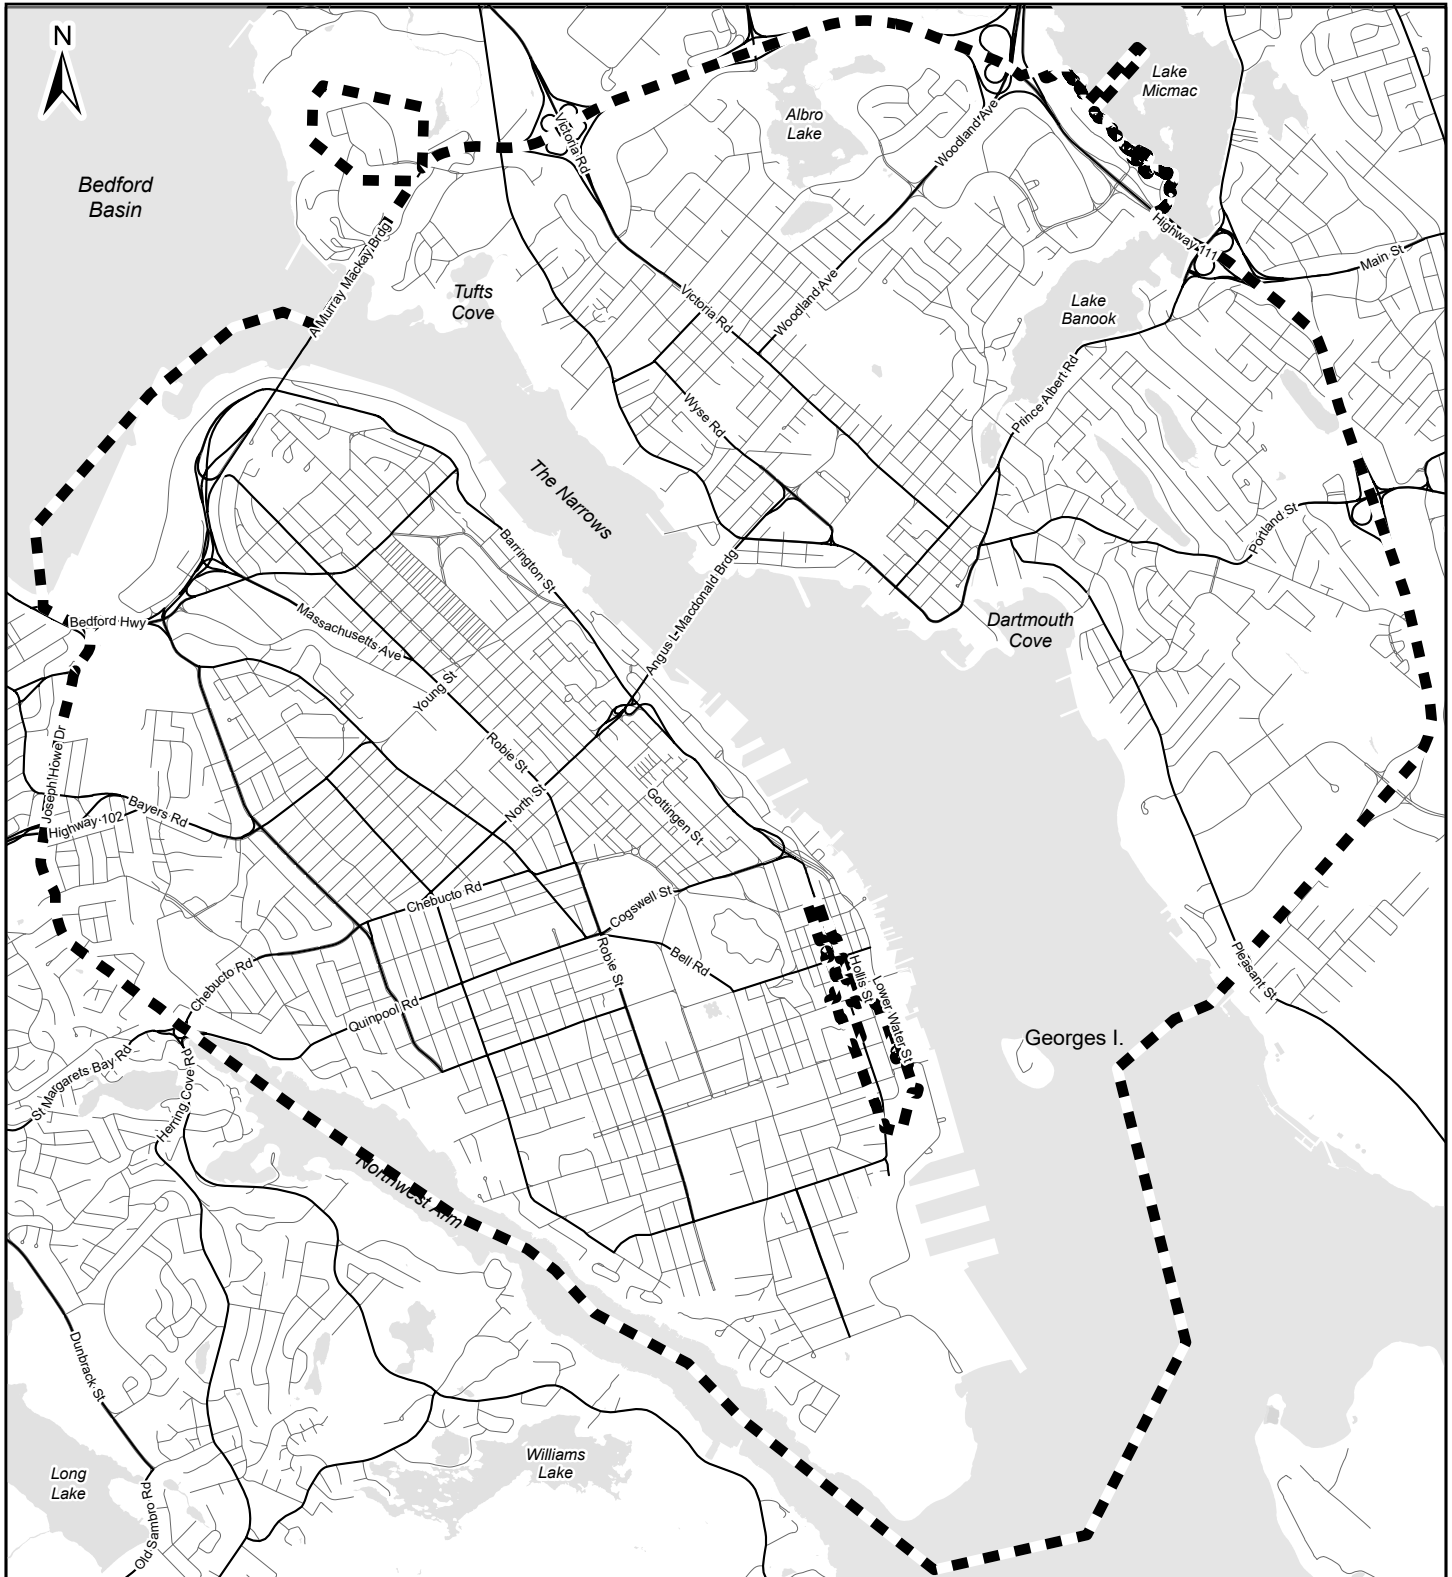 N
Lake
Micmac
Albro
Lake
Victoria Rd
Woodland Ave
Bedford
Basin
A Murray Mackay Brdg
Highway 111
Main St
Tufts
Cove
Victoria Rd
Woodland Ave
Lake
Banook
Prince Albert Rd
Wyse Rd
The Narrows
Portland St
Barrington St
Angus L Macdonald Brdg
Bedford Hwy
Massachusetts Ave
Dartmouth
Cove
Young St
Joseph Howe Dr
Robie St
North St
Gottingen St
Bayers Rd
Highway 102
Chebucto Rd
Cogswell St
Robie St
Bell Rd
Hollis St
Lower Water St
Pleasant St
Chebucto Rd
Quinpool Rd
Georges I.
St Margarets Bay Rd
Herring Cove Rd
Northwest Arm
Dunbrack St
Williams
Lake
Long
Lake
Old Sambro Rd